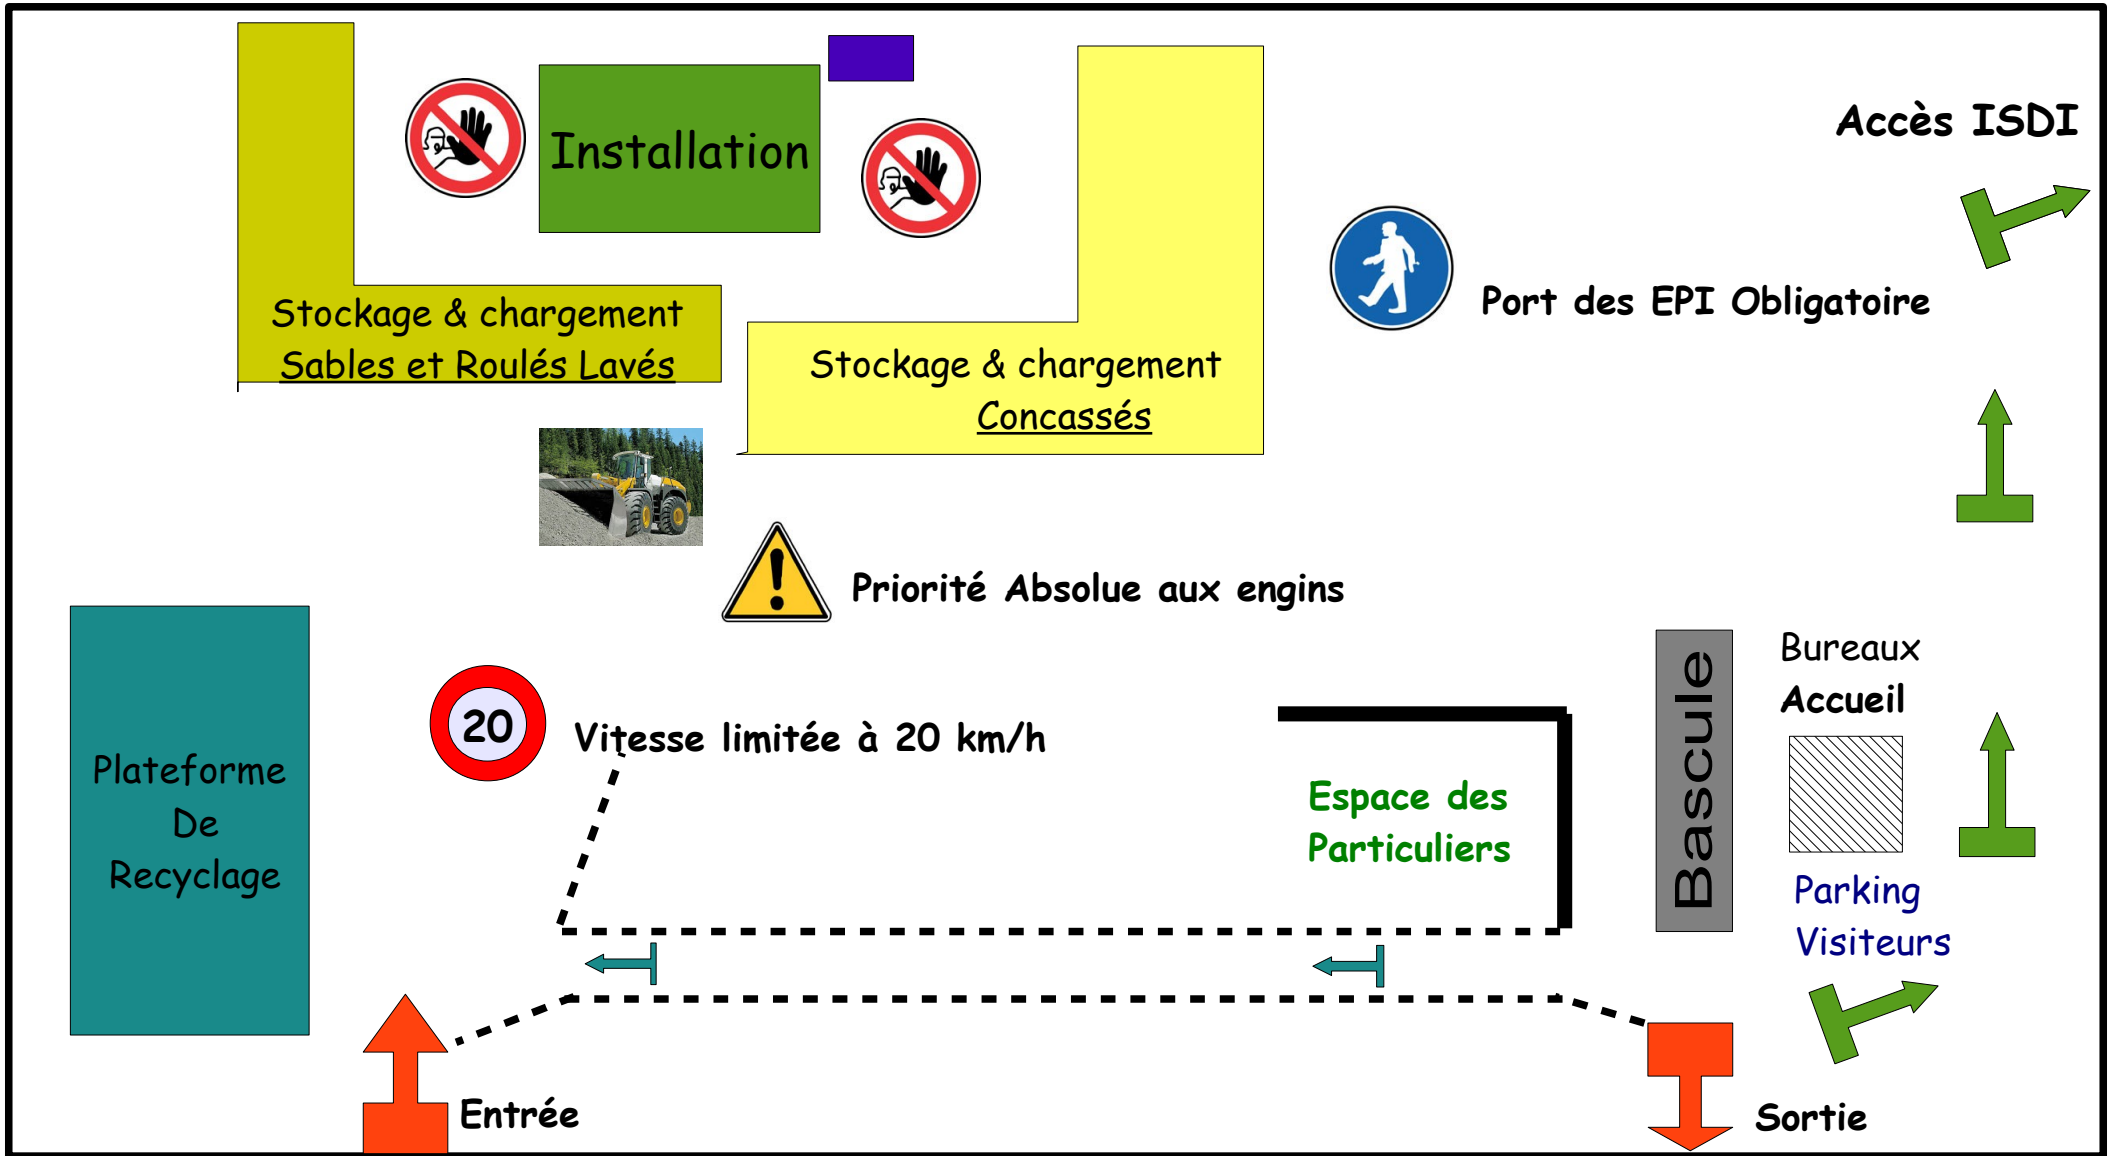 Installation
Accès ISDI
Stockage & chargement
Sables et Roulés Lavés
Port des EPI Obligatoire
Stockage & chargement
Concassés
Priorité Absolue aux engins
20
Vitesse limitée à 20 km/h
Plateforme
De
Recyclage
Espace des
Particuliers
Bascule
Bureaux
Accueil
Parking
Visiteurs
Entrée
Sortie